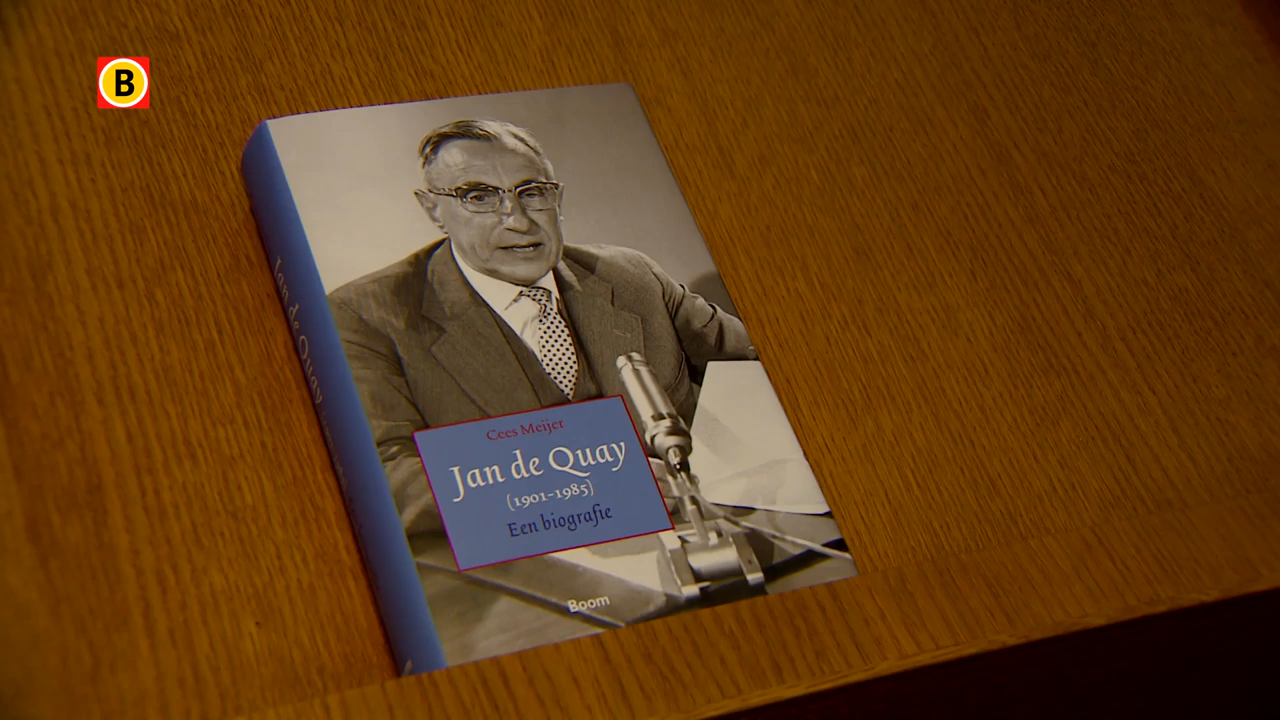 B
Cees Meijer
Jan de Quay
(1901-1985)
Een biografie
Boom
Jan de Quay